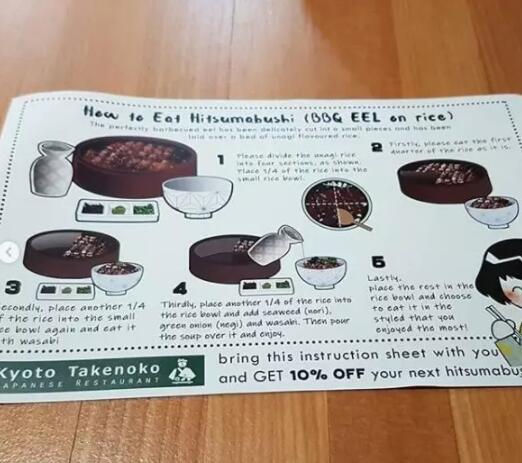 How to Eat Hitsumabushi (BBQ EEL on rice)
The perfectly barbecued eel has been delicately cut into a small pieces and has been
laid over a bed of unagi flavoured rice.
1
Please divide the unagi rice
into four sections, as shown.
Place 1/4 of the rice into the
small rice bowl.
2
Firstly, please eat the first
quarter of the rice as it is.
3
econdly, place another 1/4
f the rice into the small
ce bowl again and eat it
th wasabi
4
Thirdly, place another 1/4 of the rice into
the rice bowl and add seaweed (nori),
green onion (negi) and wasabi. Then pour
the soup over it and enjoy.
5
Lastly,
place the rest in the
rice bowl and choose
to eat it in the
styled that you
enjoyed the most!
Kyoto Takenoko
JAPANESE RESTAURANT
bring this instruction sheet with you
and GET 10% OFF your next hitsumabus